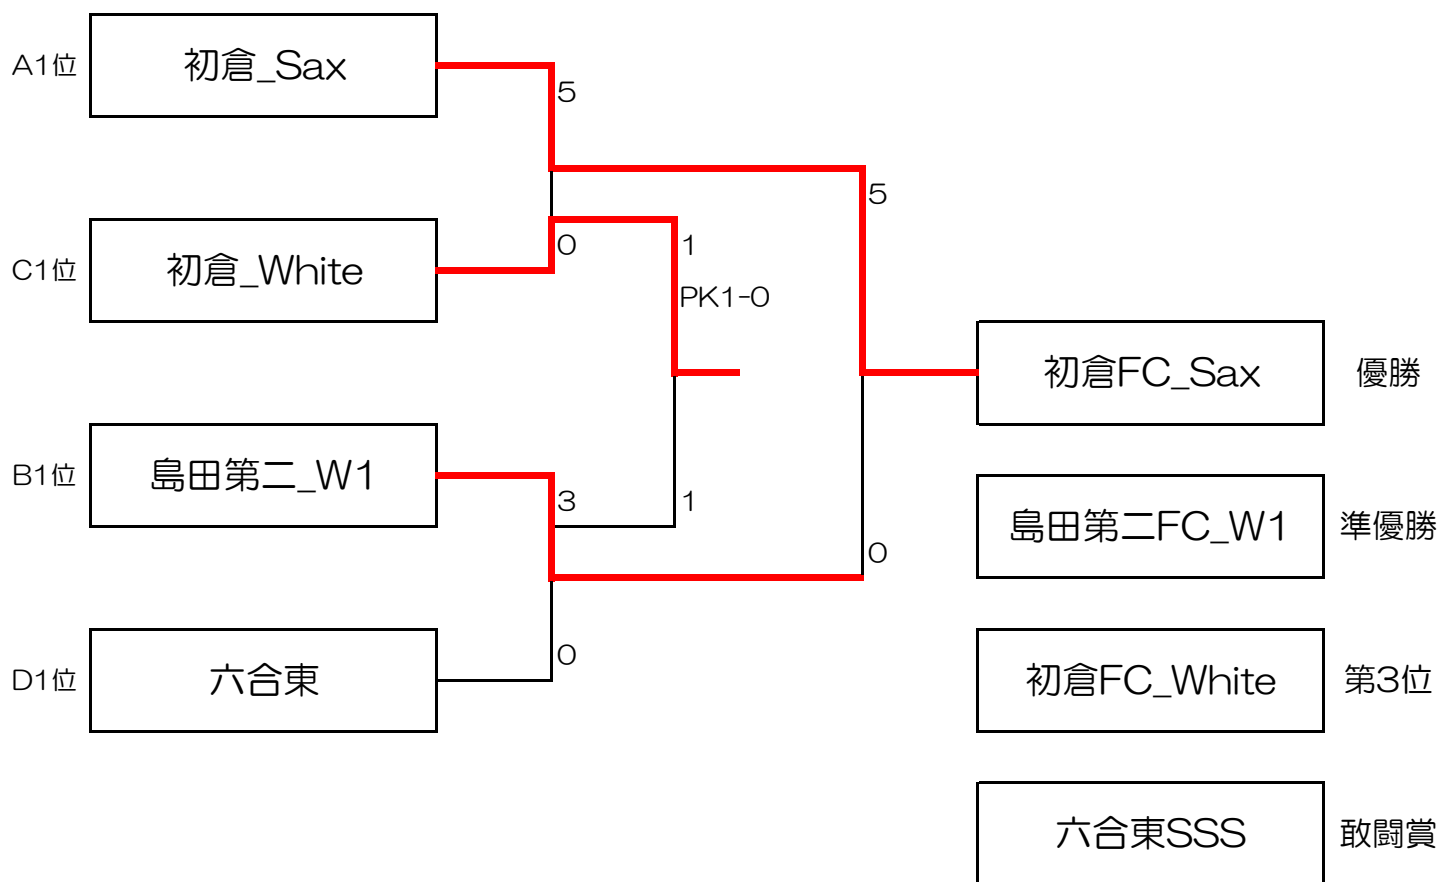 A1位
初倉_Sax
5
5
C1位
初倉_White
0
1
PK1-0
初倉FC_Sax
優勝
B1位
島田第二_W1
3
1
島田第二FC_W1
準優勝
0
D1位
六合東
0
初倉FC_White
第3位
六合東SSS
敢闘賞